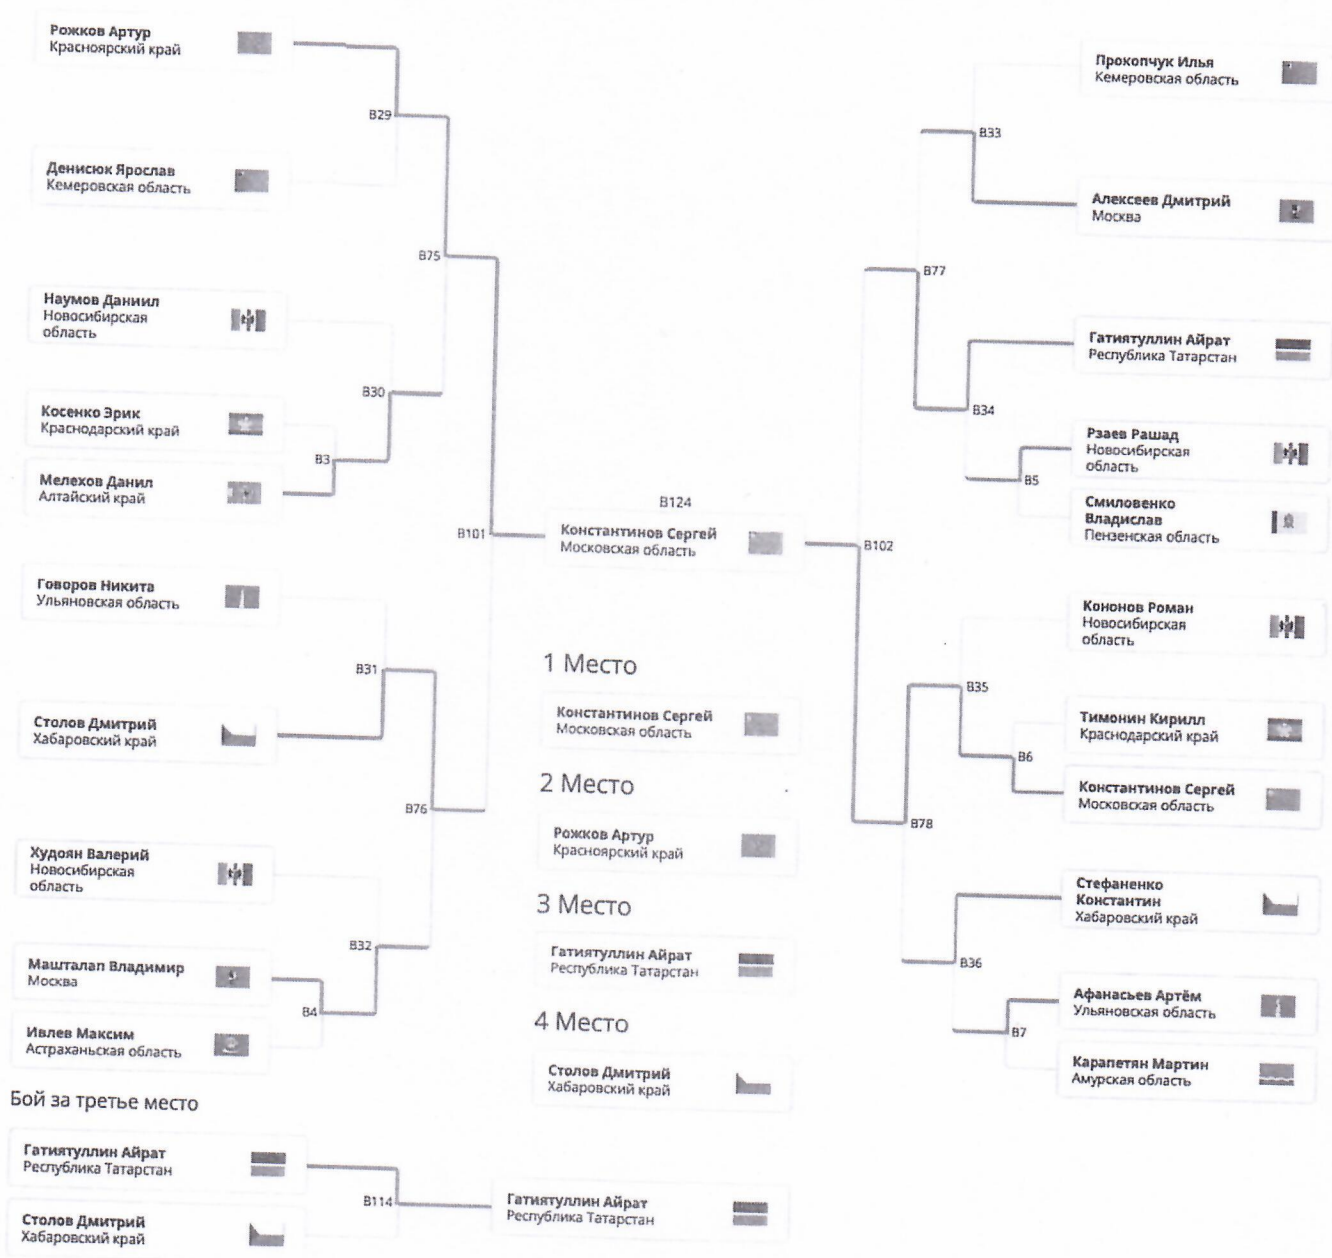 Рожков Артур
Красноярский край
B29
Денисюк Ярослав
Кемеровская область
B75
Наумов Даниил
Новосибирская
область
B30
Косенко Эрик
Краснодарский край
B3
Мелехов Данил
Алтайский край
B101
Говоров Никита
Ульяновская область
B31
Столов Дмитрий
Хабаровский край
B76
Худоян Валерий
Новосибирская
область
B32
Машталап Владимир
Москва
B4
Ивлев Максим
Астраханьская область
B124
Константинов Сергей
Московская область
1 Место
Константинов Сергей
Московская область
2 Место
Рожков Артур
Красноярский край
3 Место
Гатиятуллин Айрат
Республика Татарстан
4 Место
Столов Дмитрий
Хабаровский край
Прокопчук Илья
Кемеровская область
B33
Алексеев Дмитрий
Москва
B77
Гатиятуллин Айрат
Республика Татарстан
B34
Рзаев Рашад
Новосибирская
область
B5
Смиловенко
Владислав
Пензенская область
B102
Кононов Роман
Новосибирская
область
B35
Тимонин Кирилл
Краснодарский край
B6
Константинов Сергей
Московская область
B78
Стефаненко
Константин
Хабаровский край
B36
Афанасьев Артём
Ульяновская область
B7
Карапетян Мартин
Амурская область
Бой за третье место
Гатиятуллин Айрат
Республика Татарстан
B114
Столов Дмитрий
Хабаровский край
Гатиятуллин Айрат
Республика Татарстан